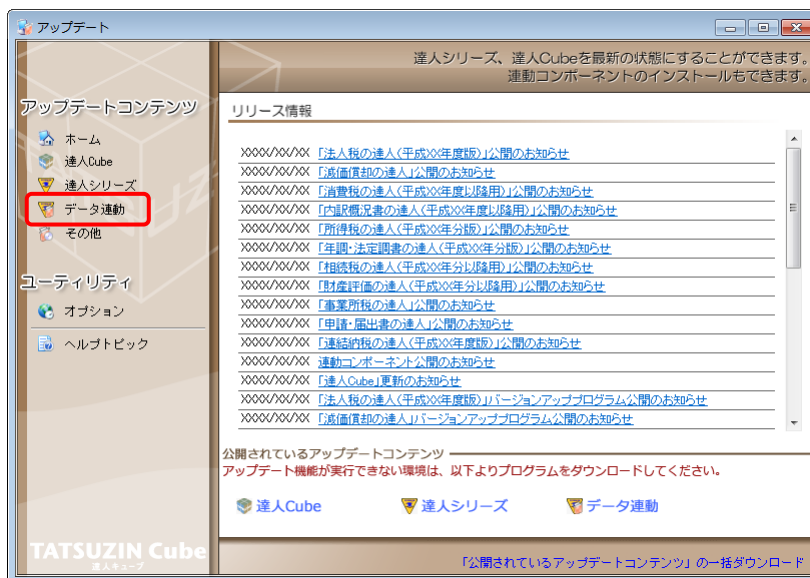 アップデート
達人シリーズ、達人Cubeを最新の状態にすることができます。
連動コンポーネントのインストールもできます。
アップデートコンテンツ
ホーム
達人Cube
達人シリーズ
データ連動
その他
ユーティリティ
オプション
ヘルプトピック
リリース情報
XXXX/XX/XX 「法人税の達人(平成XX年度版)」公開のお知らせ
XXXX/XX/XX 「減価償却の達人」公開のお知らせ
XXXX/XX/XX 「消費税の達人(平成XX年度以降用)」公開のお知らせ
XXXX/XX/XX 「内訳概況書の達人(平成XX年度以降用)」公開のお知らせ
XXXX/XX/XX 「所得税の達人(平成XX年分版)」公開のお知らせ
XXXX/XX/XX 「年調・法定調書の達人(平成XX年分版)」公開のお知らせ
XXXX/XX/XX 「相続税の達人(平成XX年分以降用)」公開のお知らせ
XXXX/XX/XX 「財産評価の達人(平成XX年分以降用)」公開のお知らせ
XXXX/XX/XX 「事業所税の達人」公開のお知らせ
XXXX/XX/XX 「申請・届出書の達人」公開のお知らせ
XXXX/XX/XX 「連結納税の達人(平成XX年度版)」公開のお知らせ
XXXX/XX/XX 連動コンポーネント公開のお知らせ
XXXX/XX/XX 「達人Cube」更新のお知らせ
XXXX/XX/XX 「法人税の達人(平成XX年度版)」バージョンアッププログラム公開のお知らせ
XXXX/XX/XX 「減価償却の達人」バージョンアッププログラム公開のお知らせ
公開されているアップデートコンテンツ
アップデート機能が実行できない環境は、以下よりプログラムをダウンロードしてください。
達人Cube 達人シリーズ データ連動
TATSUZIN Cube
達人キューブ
「公開されているアップデートコンテンツ」の一括ダウンロード